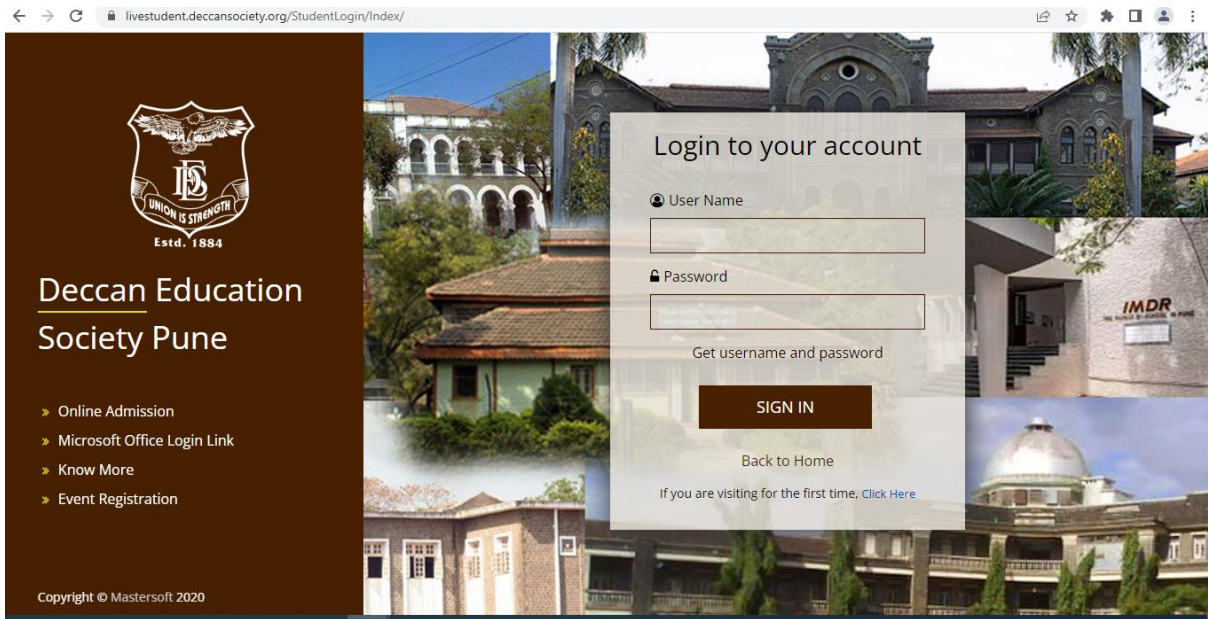 livestudent.deccansociety.org/StudentLogin/Index/
DES
UNION IS STRENGTH
Estd. 1884
Deccan Education
Society Pune
Online Admission
Microsoft Office Login Link
Know More
Event Registration
Copyright © Mastersoft 2020
Login to your account
User Name
Password
Get username and password
SIGN IN
Back to Home
If you are visiting for the first time, Click Here
IMDR